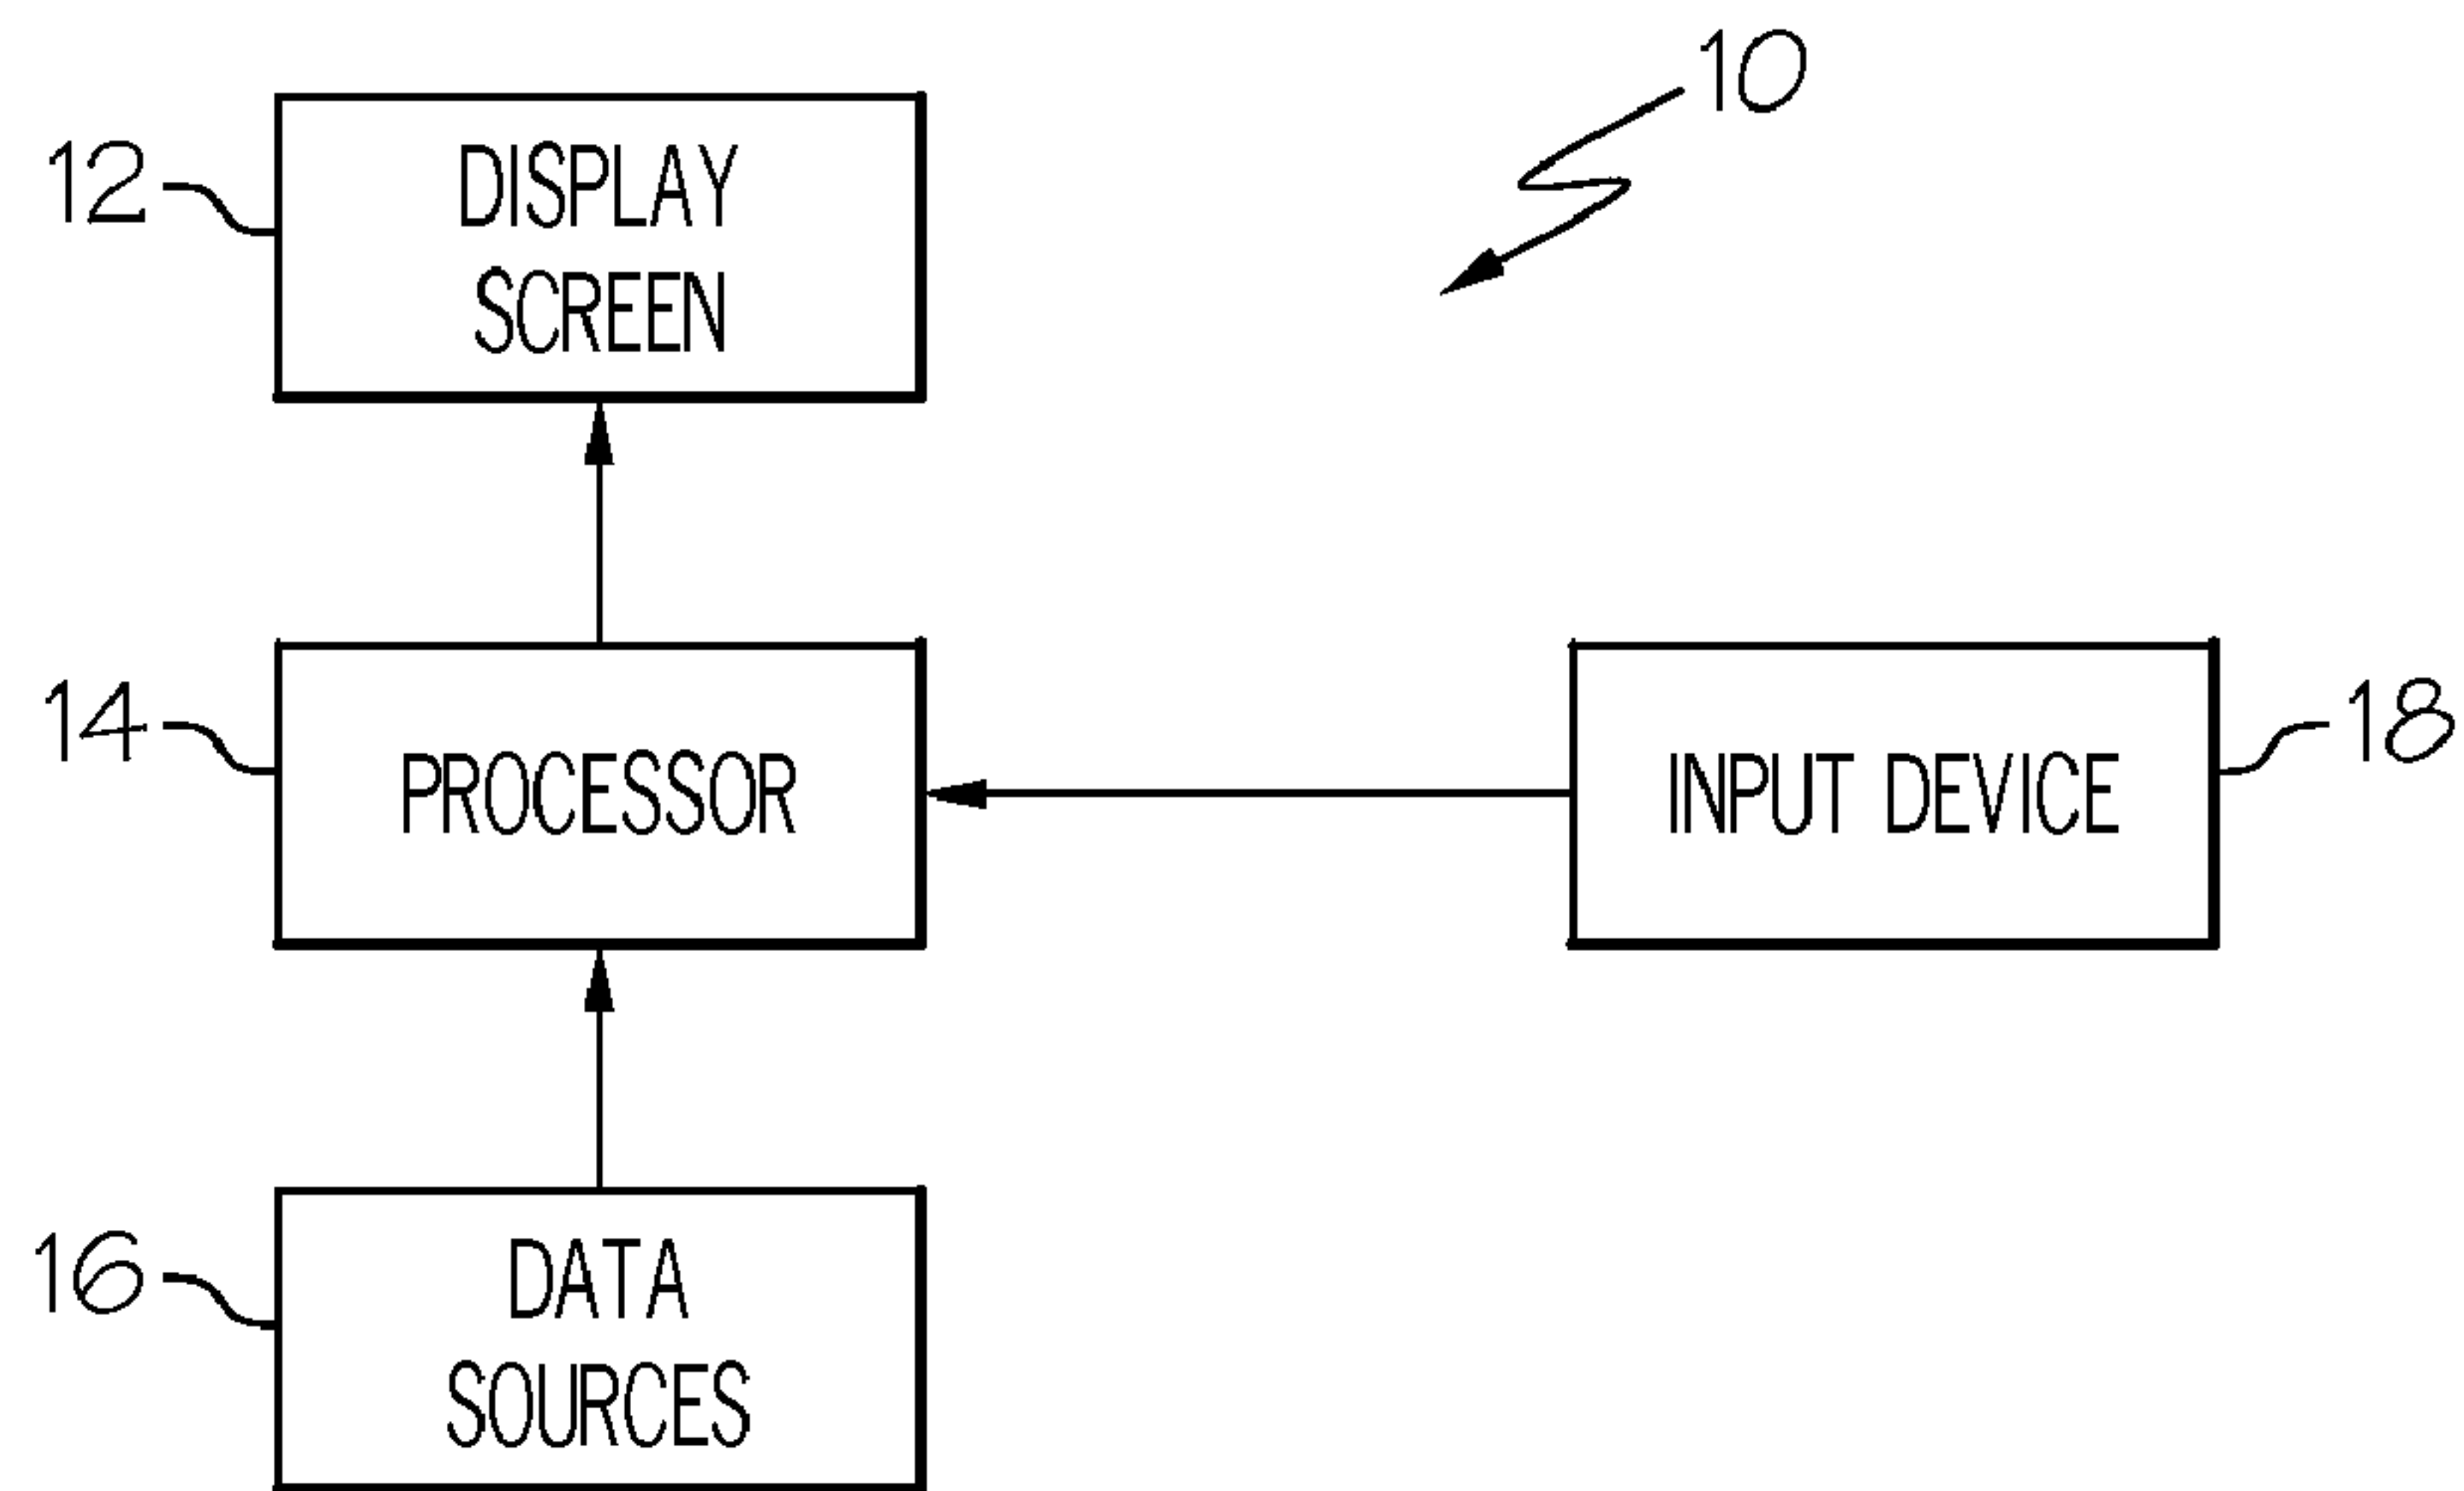 10
12
DISPLAY
SCREEN
14
PROCESSOR
INPUT DEVICE
18
16
DATA
SOURCES